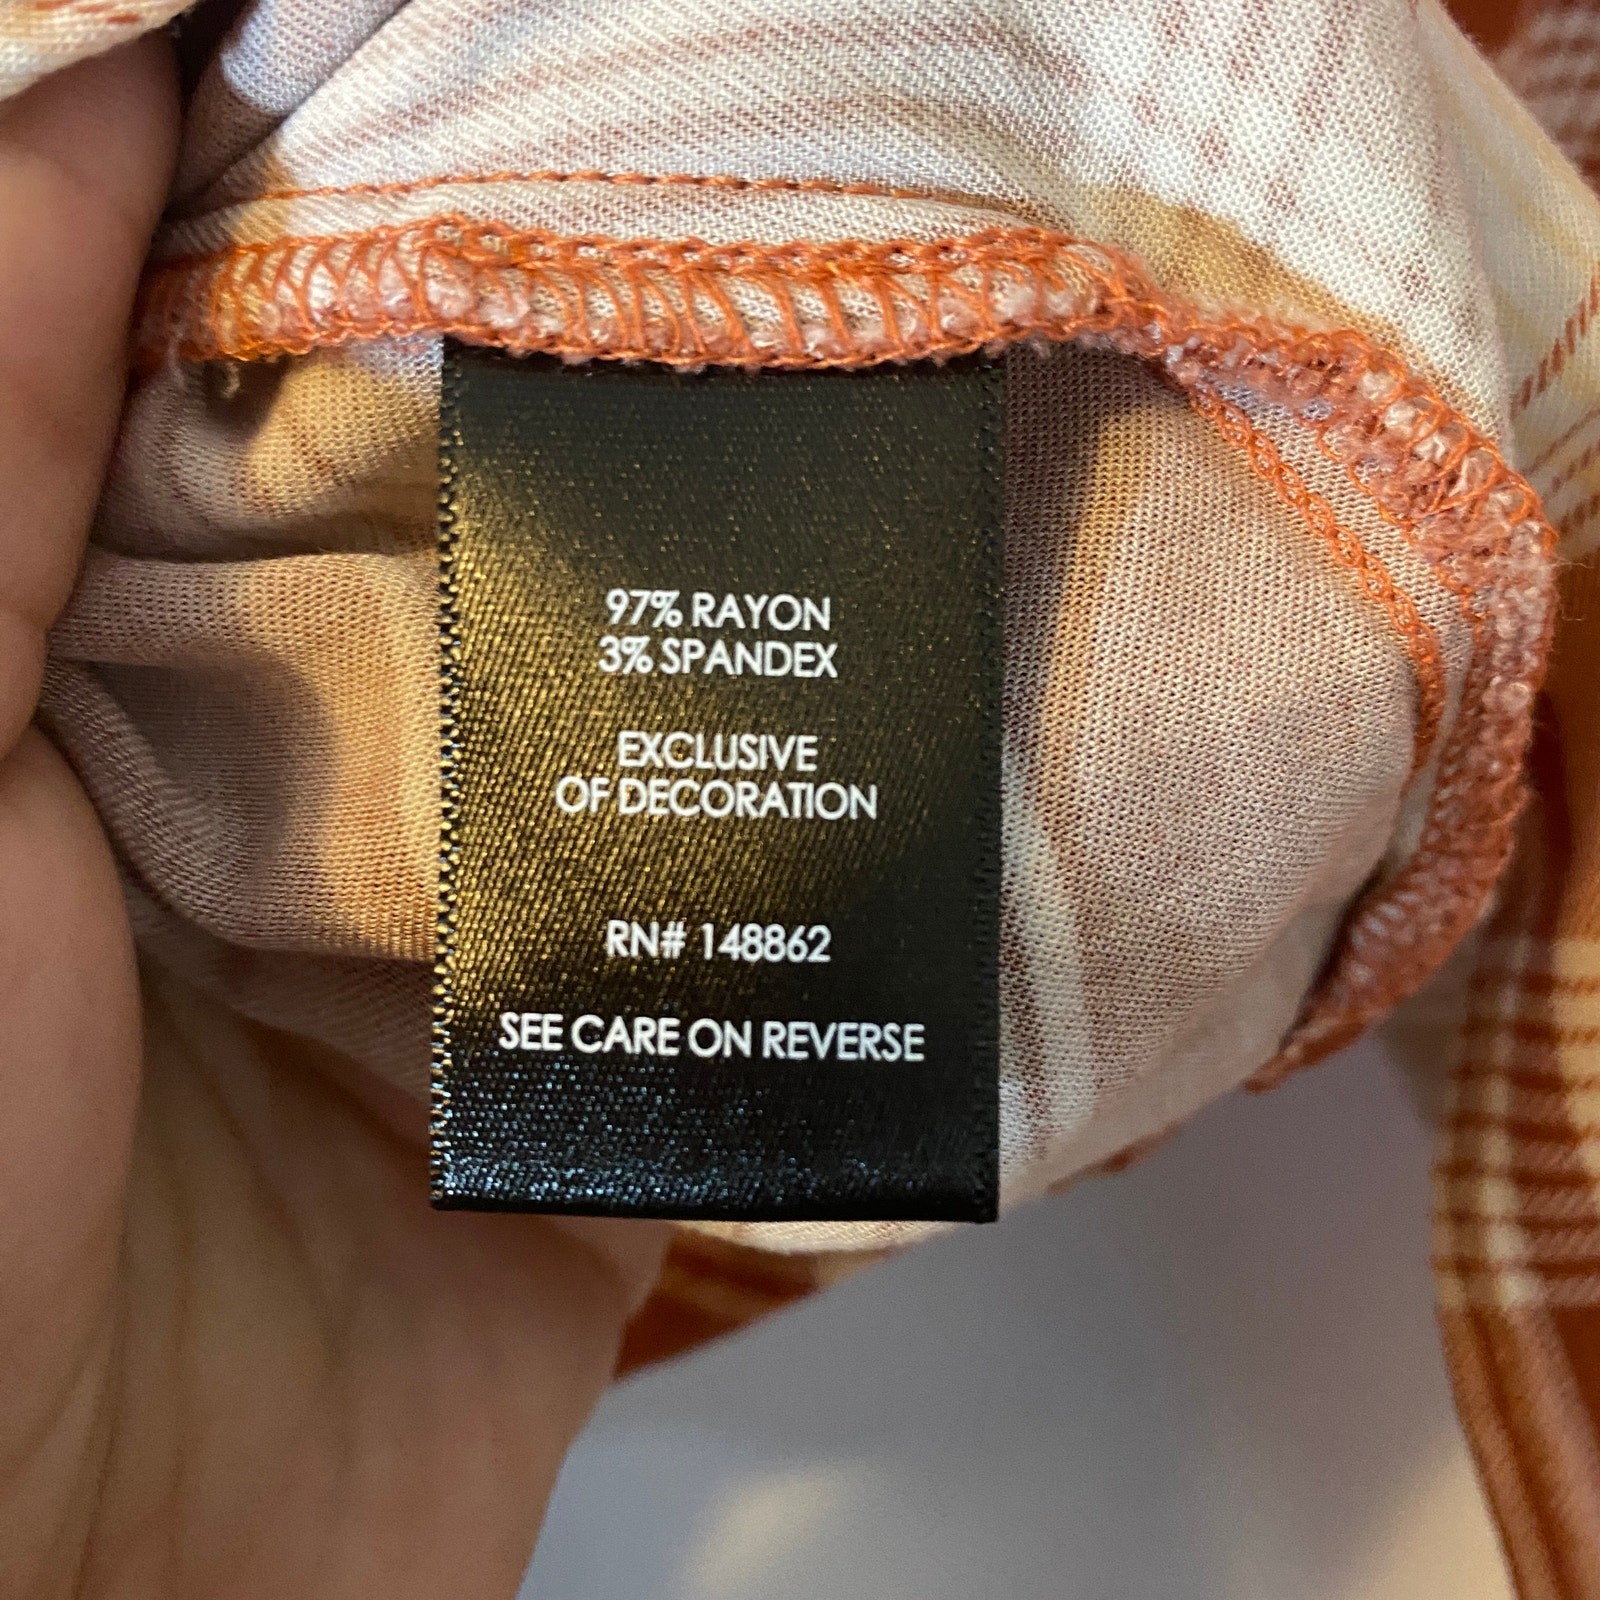 97% RAYON
3% SPANDEX
EXCLUSIVE
OF DECORATION
RN# 148862
SEE CARE ON REVERSE